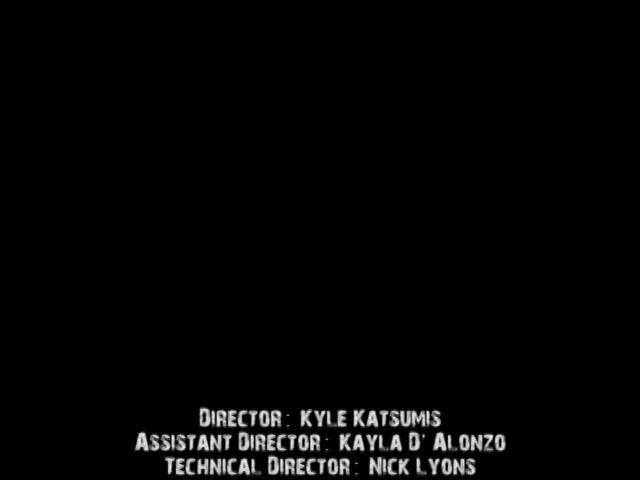 Director: Kyle Katsumis
Assistant Director: Kayla D' Alonzo
Technical Director: Nick Lyons